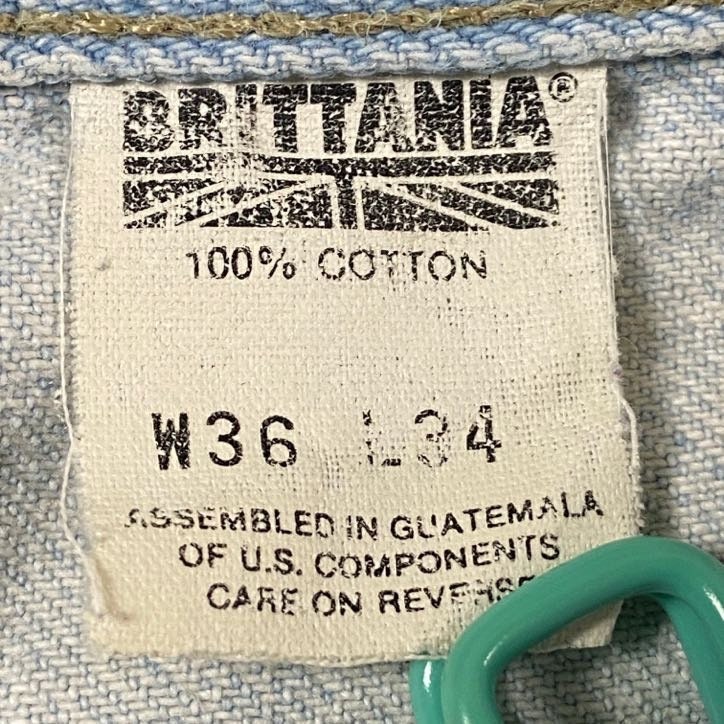 BRITTANIA®
100% COTTON
W36 L34
ASSEMBLED IN GUATEMALA
OF U.S. COMPONENTS
CARE ON REVERSE